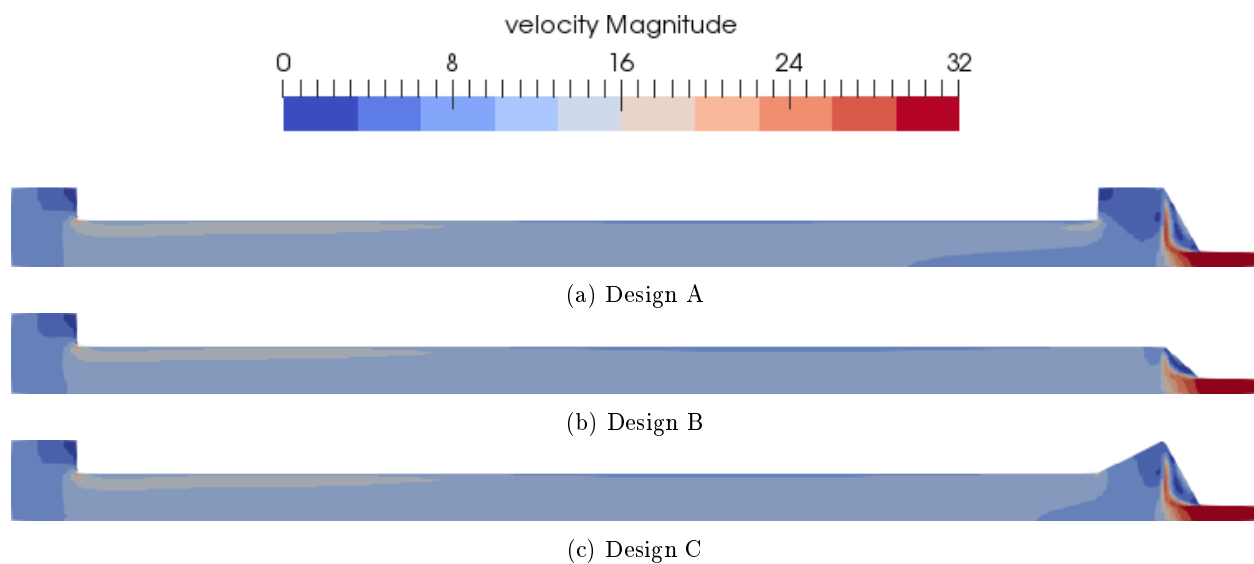 velocity Magnitude
0 8 16 24 32
(a) Design A
(b) Design B
(c) Design C